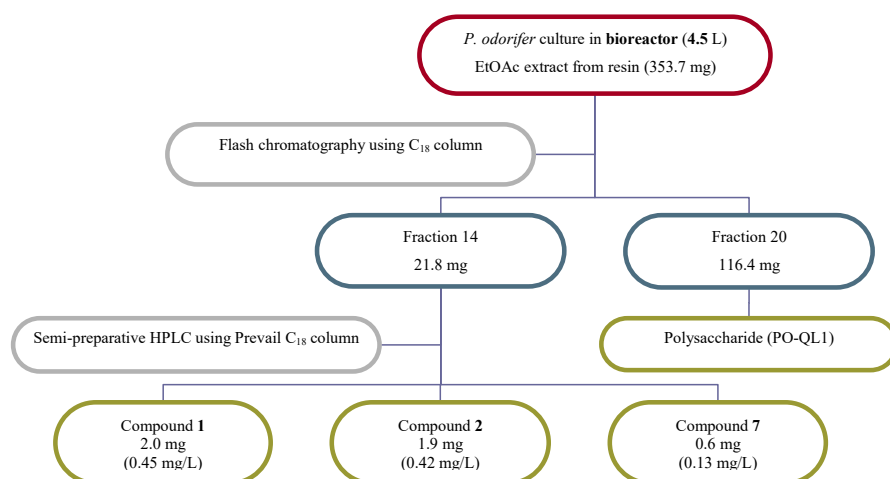 P. odorifer culture in bioreactor (4.5 L)
EtOAc extract from resin (353.7 mg)
Flash chromatography using C₁₈ column
Fraction 14
21.8 mg
Fraction 20
116.4 mg
Semi-preparative HPLC using Prevail C₁₈ column
Polysaccharide (PO-QL1)
Compound 1
2.0 mg
(0.45 mg/L)
Compound 2
1.9 mg
(0.42 mg/L)
Compound 7
0.6 mg
(0.13 mg/L)